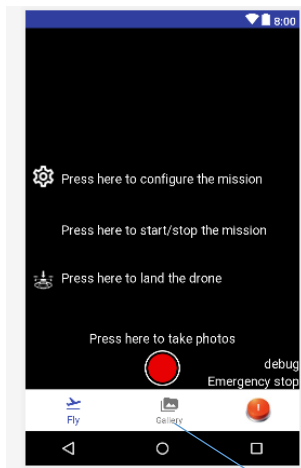 8:00
Press here to configure the mission
Press here to start/stop the mission
Press here to land the drone
Press here to take photos
debug
Emergency stop
Fly
Gallery